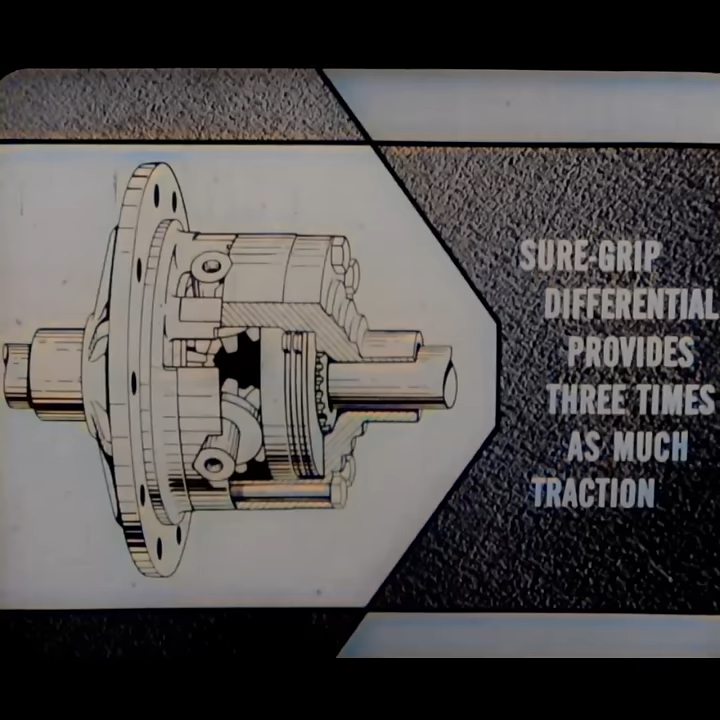 SURE-GRIP
DIFFERENTIAL
PROVIDES
THREE TIMES
AS MUCH
TRACTION